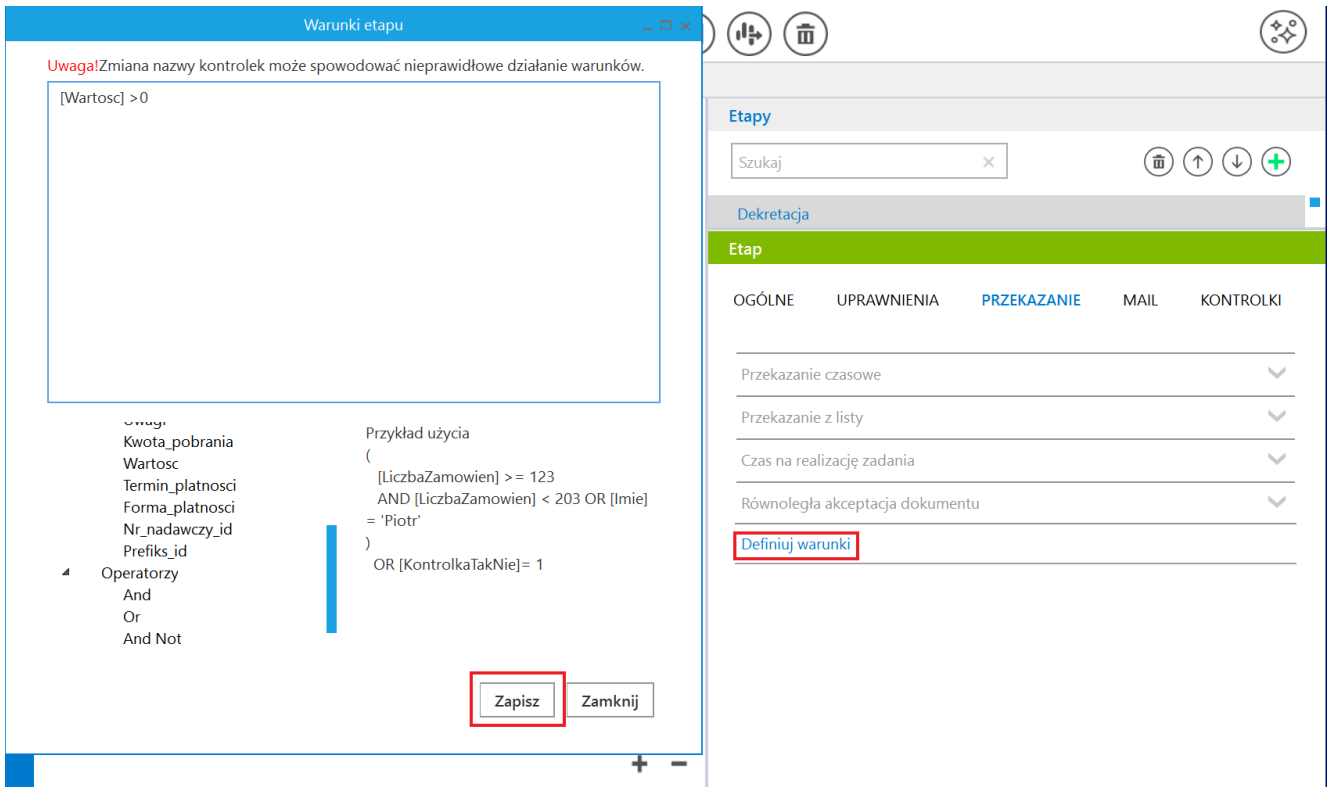 Warunki etapu
Uwaga!Zmiana nazwy kontrolek może spowodować nieprawidłowe działanie warunków.
[Wartosc] >0
Uwagi
Kwota_pobrania
Wartosc
Termin_platnosci
Forma_platnosci
Nr_nadawczy_id
Prefiks_id
Operatorzy
And
Or
And Not
Przykład użycia
(
[LiczbaZamowien] >= 123
AND [LiczbaZamowien] < 203 OR [Imie]
= 'Piotr'
)
OR [KontrolkaTakNie]= 1
Zapisz
Zamknij
Etapy
Szukaj
Dekretacja
Etap
OGÓLNE UPRAWNIENIA PRZEKAZANIE MAIL KONTROLKI
Przekazanie czasowe
Przekazanie z listy
Czas na realizację zadania
Równoległa akceptacja dokumentu
Definiuj warunki